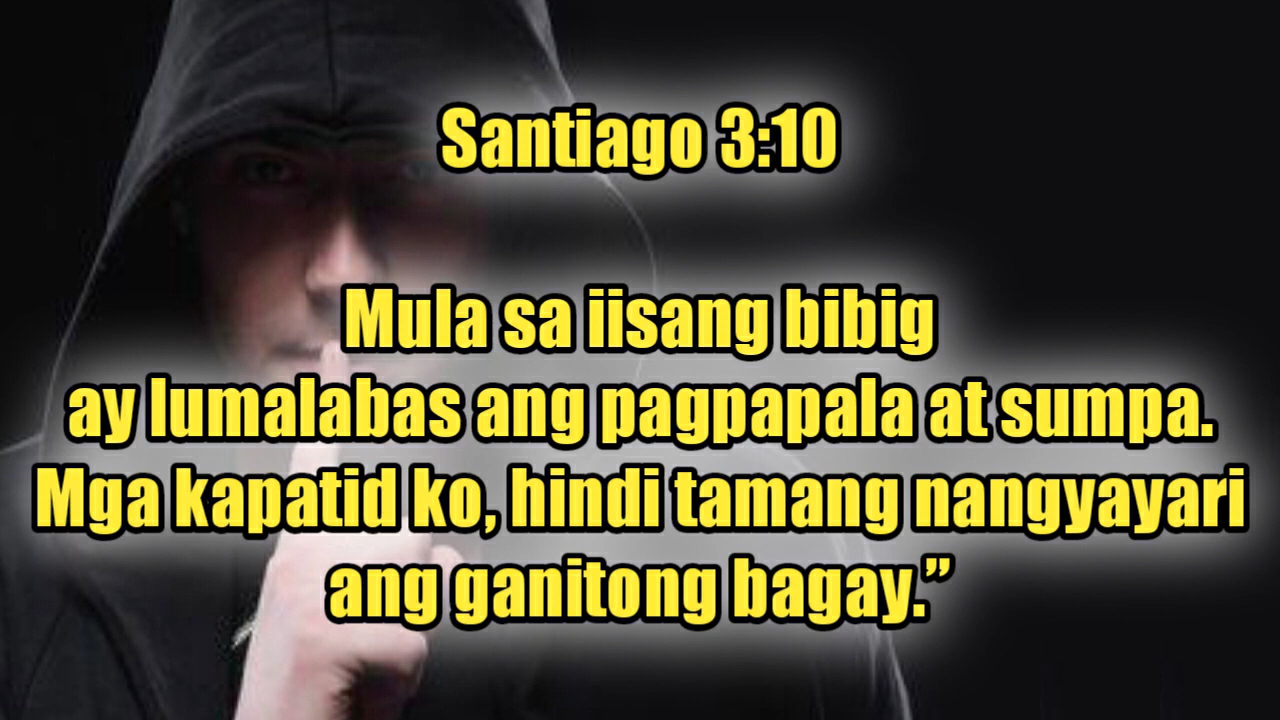 Santiago 3:10
Mula sa iisang bibig
ay lumalabas ang pagpapala at sumpa.
Mga kapatid ko, hindi tamang nangyayari
ang ganitong bagay.”